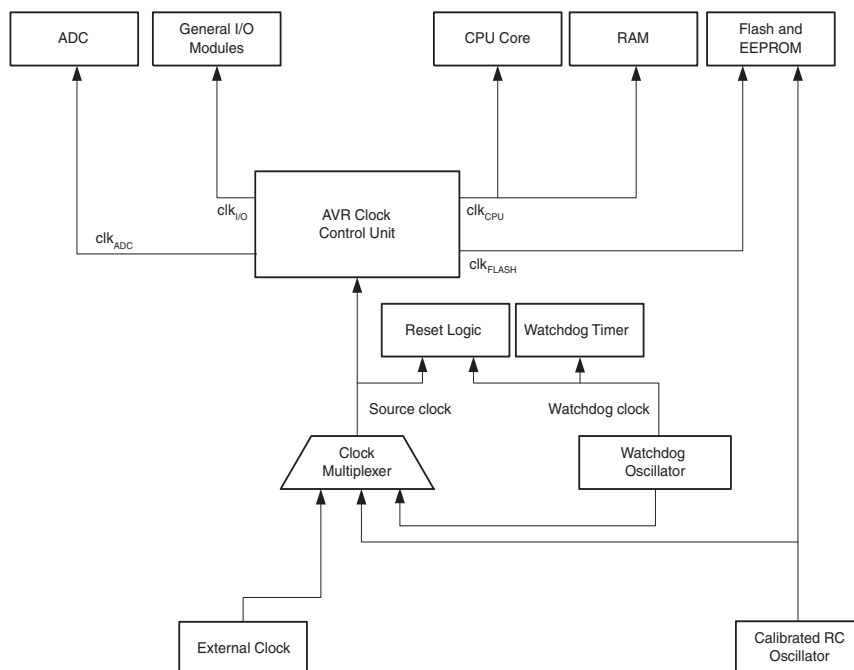 ADC
General I/O
Modules
CPU Core
RAM
Flash and
EEPROM
clkI/O
AVR Clock
Control Unit
clkCPU
clkADC
clkFLASH
Reset Logic
Watchdog Timer
Source clock
Watchdog clock
Clock
Multiplexer
Watchdog
Oscillator
External Clock
Calibrated RC
Oscillator